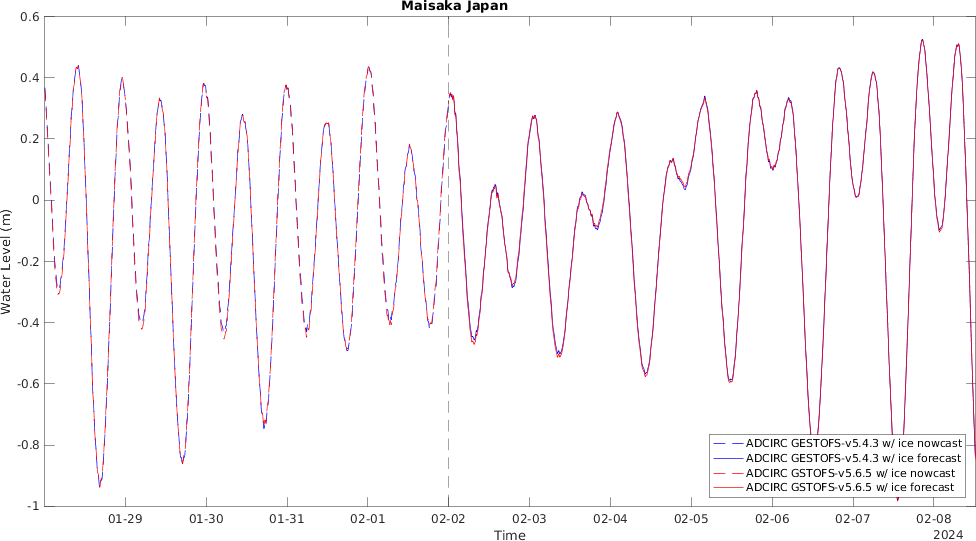 Maisaka Japan
0.6
0.4
0.2
0
-0.2
-0.4
-0.6
-0.8
-1
Water Level (m)
ADCIRC GESTOFS-v5.4.3 w/ ice nowcast
ADCIRC GESTOFS-v5.4.3 w/ ice forecast
ADCIRC GSTOFS-v5.6.5 w/ ice nowcast
ADCIRC GSTOFS-v5.6.5 w/ ice forecast
01-29 01-30 01-31 02-01 02-02 02-03 02-04 02-05 02-06 02-07 02-08
Time
2024